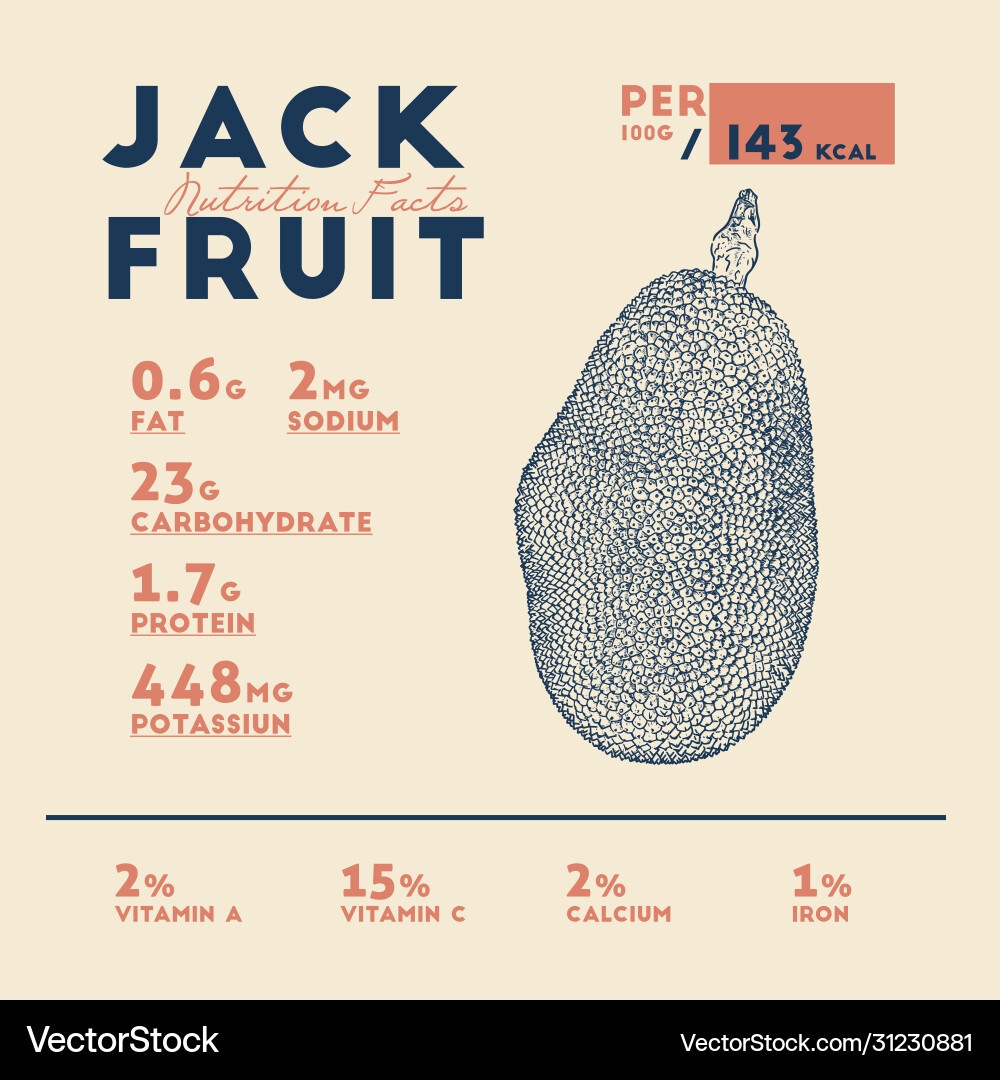 JACK
Nutrition Facts
FRUIT
PER
100G / 143 KCAL
0.6G 2MG
FAT SODIUM
23G
CARBOHYDRATE
1.7G
PROTEIN
448MG
POTASSIUN
2% 15% 2% 1%
VITAMIN A VITAMIN C CALCIUM IRON
VectorStock VectorStock.com/31230881